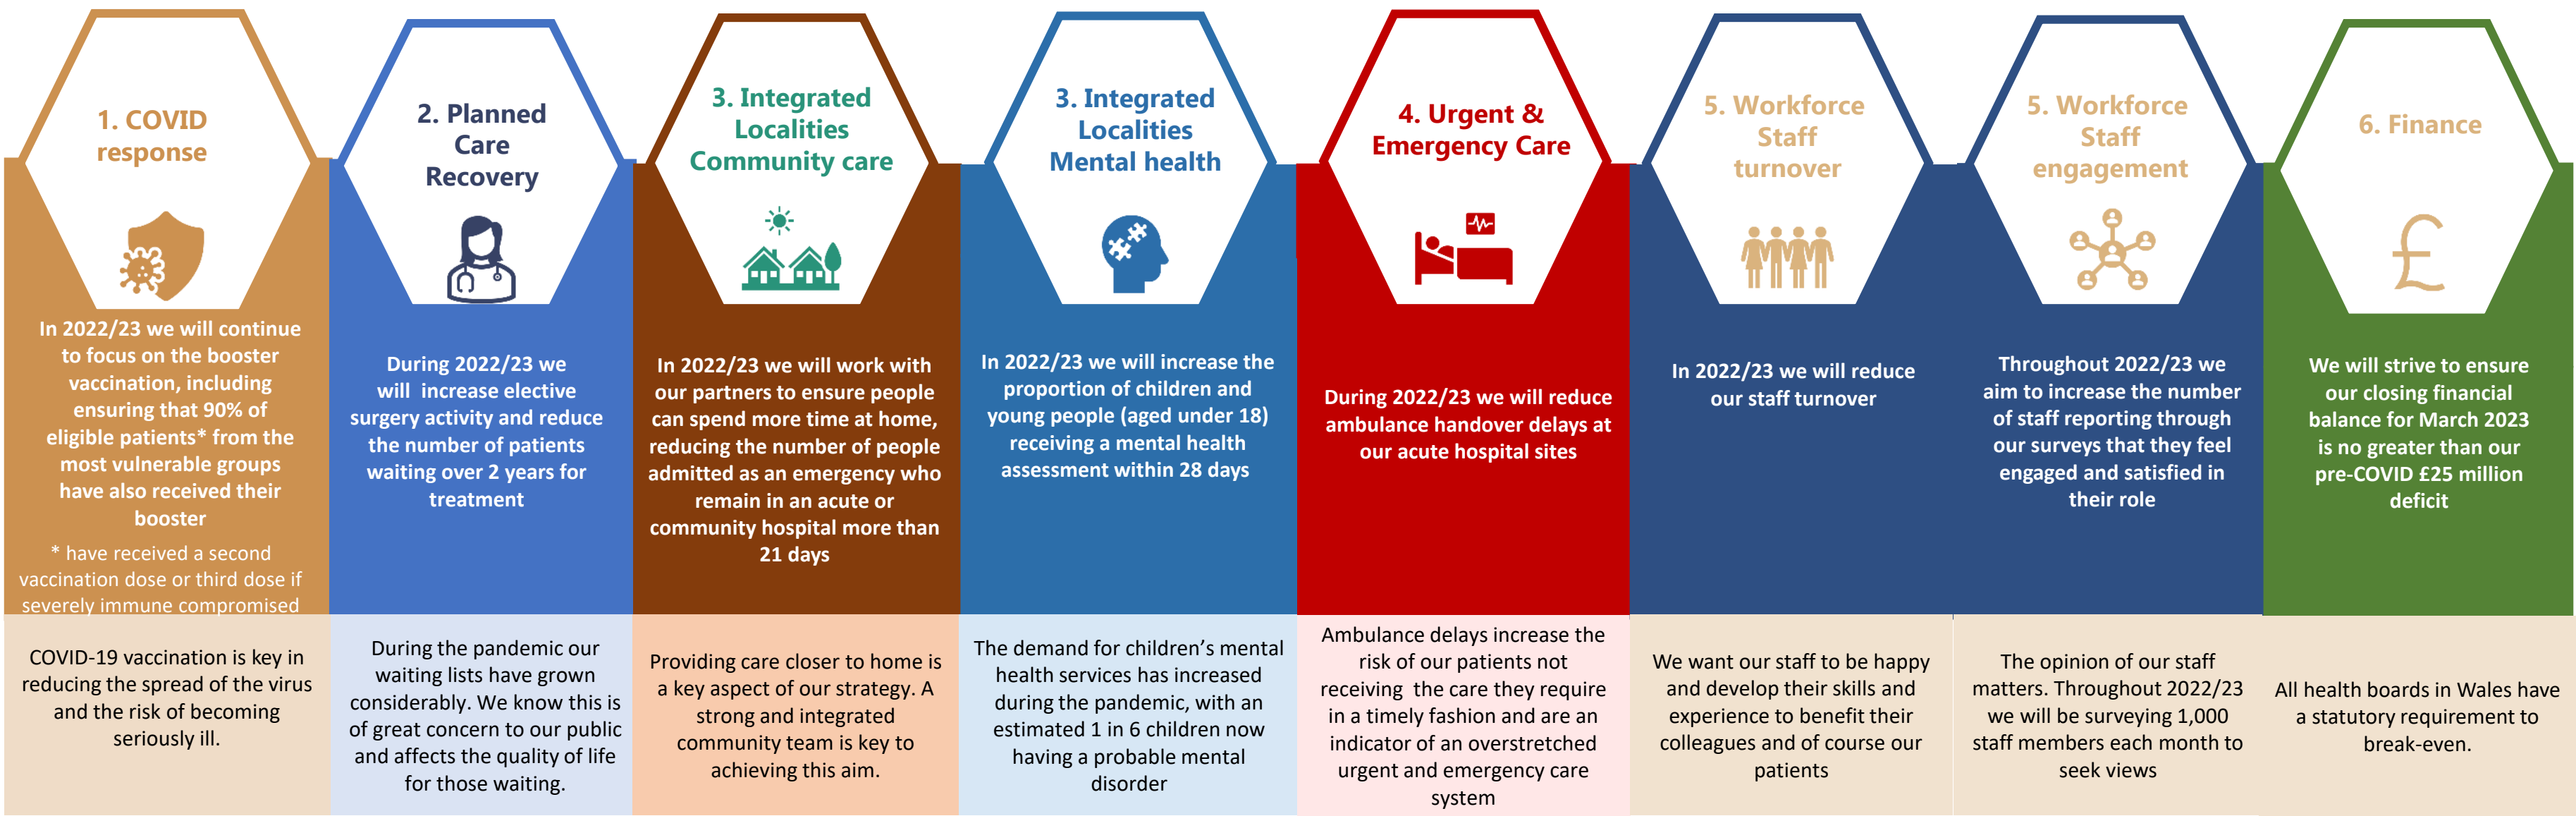 1. COVID
response
In 2022/23 we will continue
to focus on the booster
vaccination, including
ensuring that 90% of
eligible patients* from the
most vulnerable groups
have also received their
booster
* have received a second
vaccination dose or third dose if
severely immune compromised
COVID-19 vaccination is key in
reducing the spread of the virus
and the risk of becoming
seriously ill.
2. Planned
Care
Recovery
During 2022/23 we
will increase elective
surgery activity and reduce
the number of patients
waiting over 2 years for
treatment
During the pandemic our
waiting lists have grown
considerably. We know this is
of great concern to our public
and affects the quality of life
for those waiting.
3. Integrated
Localities
Community care
In 2022/23 we will work with
our partners to ensure people
can spend more time at home,
reducing the number of people
admitted as an emergency who
remain in an acute or
community hospital more than
21 days
Providing care closer to home is
a key aspect of our strategy. A
strong and integrated
community team is key to
achieving this aim.
3. Integrated
Localities
Mental health
In 2022/23 we will increase the
proportion of children and
young people (aged under 18)
receiving a mental health
assessment within 28 days
The demand for children's mental
health services has increased
during the pandemic, with an
estimated 1 in 6 children now
having a probable mental
disorder
4. Urgent &
Emergency Care
During 2022/23 we will reduce
ambulance handover delays at
our acute hospital sites
Ambulance delays increase the
risk of our patients not
receiving the care they require
in a timely fashion and are an
indicator of an overstretched
urgent and emergency care
system
5. Workforce
Staff
turnover
In 2022/23 we will reduce
our staff turnover
We want our staff to be happy
and develop their skills and
experience to benefit their
colleagues and of course our
patients
5. Workforce
Staff
engagement
Throughout 2022/23 we
aim to increase the number
of staff reporting through
our surveys that they feel
engaged and satisfied in
their role
The opinion of our staff
matters. Throughout 2022/23
we will be surveying 1,000
staff members each month to
seek views
6. Finance
£
We will strive to ensure
our closing financial
balance for March 2023
is no greater than our
pre-COVID £25 million
deficit
All health boards in Wales have
a statutory requirement to
break-even.